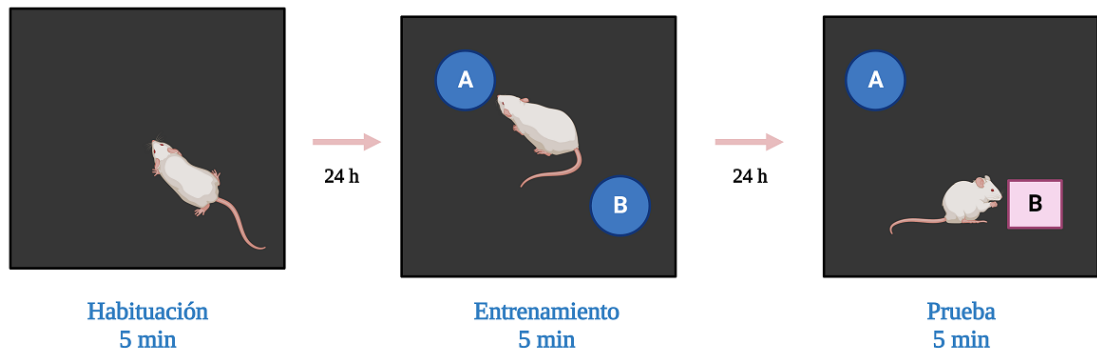 A
B
24 h
24 h
A
B
Habituación
5 min
Entrenamiento
5 min
Prueba
5 min